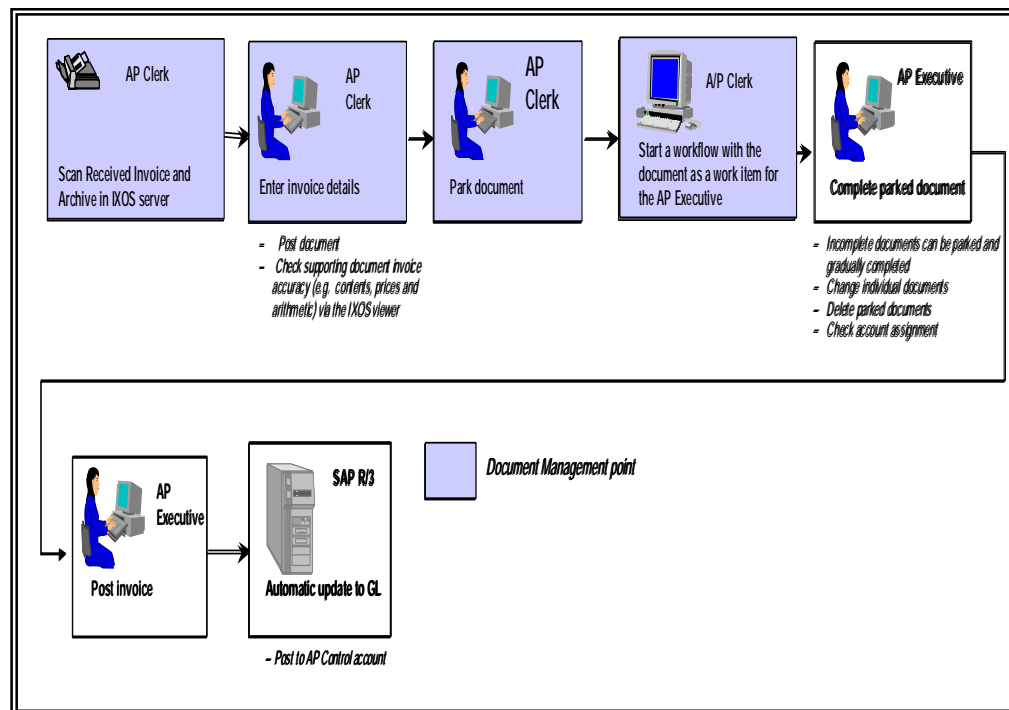 AP Clerk
Scan Received Invoice and
Archive in IXOS server
AP
Clerk
Enter invoice details
- Post document
- Check supporting document invoice
accuracy (e.g. contents, prices and
arithmetic) via the IXOS viewer
AP
Clerk
Park document
A/P Clerk
Start a workflow with the
document as a work item for
the AP Executive
AP Executive
Complete parked document
- Incomplete documents can be parked and
gradually completed
- Change individual documents
- Delete parked documents
- Check account assignment
AP
Executive
Post invoice
SAP R/3
Automatic update to GL
- Post to AP Control account
Document Management point